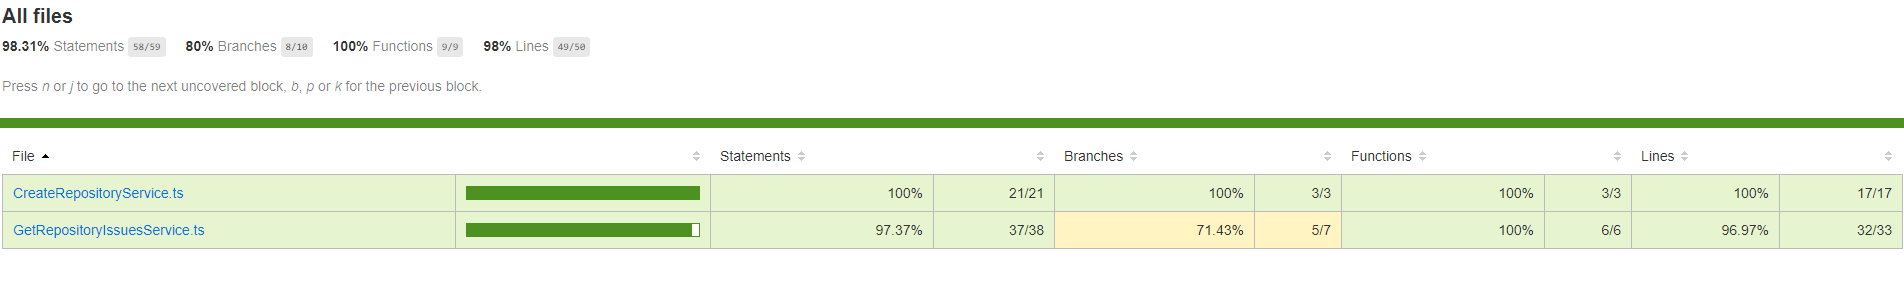 All files
98.31% Statements 58/59 80% Branches 8/10 100% Functions 9/9 98% Lines 49/50
Press n or j to go to the next uncovered block, b, p or k for the previous block.
File Statements Branches Functions Lines
CreateRepositoryService.ts 100% 21/21 100% 3/3 100% 3/3 100% 17/17
GetRepositoryIssuesService.ts 97.37% 37/38 71.43% 5/7 100% 6/6 96.97% 32/33